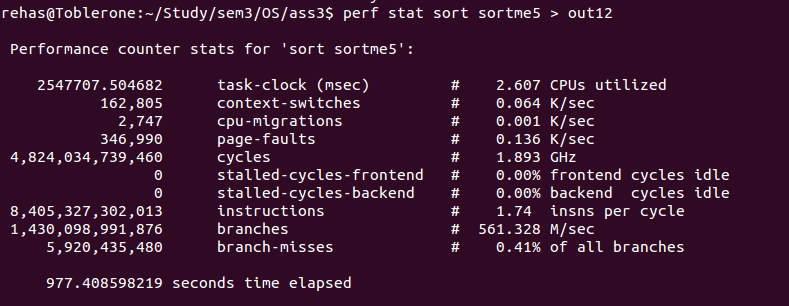 rehas@Toblerone:~/Study/sem3/OS/ass3$ perf stat sort sortme5 > out12
Performance counter stats for 'sort sortme5':
2547707.504682 task-clock (msec) # 2.607 CPUs utilized
162,805 context-switches # 0.064 K/sec
2,747 cpu-migrations # 0.001 K/sec
346,990 page-faults # 0.136 K/sec
4,824,034,739,460 cycles # 1.893 GHz
0 stalled-cycles-frontend # 0.00% frontend cycles idle
0 stalled-cycles-backend # 0.00% backend cycles idle
8,405,327,302,013 instructions # 1.74 insns per cycle
1,430,098,991,876 branches # 561.328 M/sec
5,920,435,480 branch-misses # 0.41% of all branches
977.408598219 seconds time elapsed